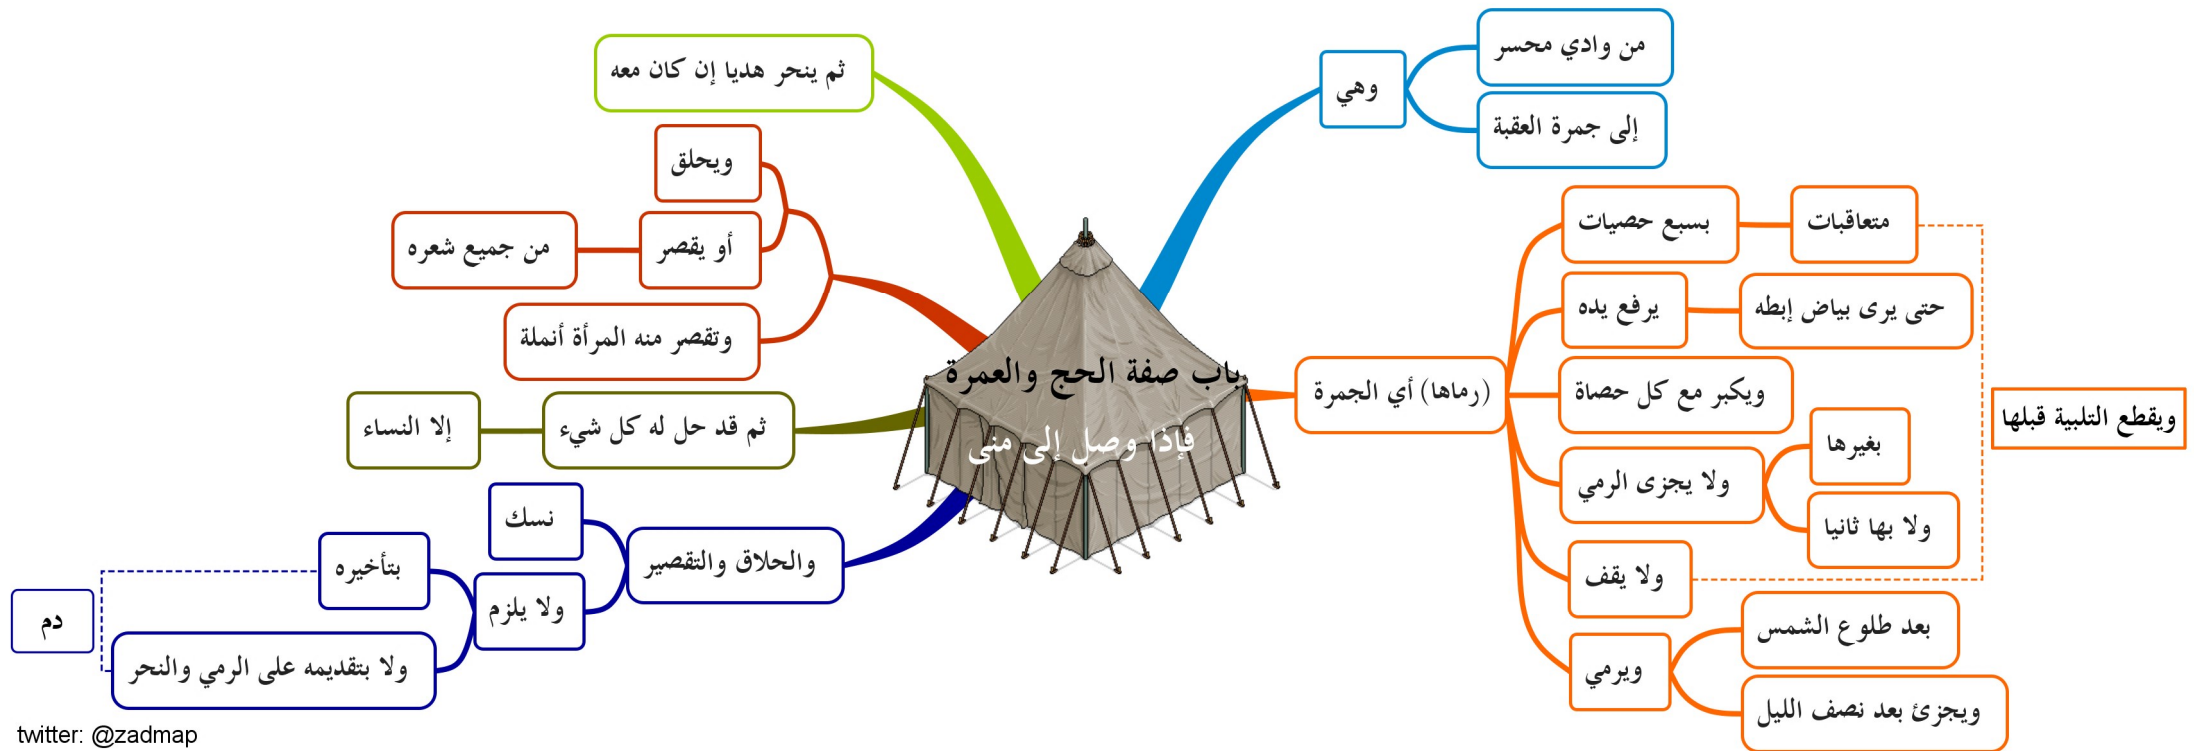 باب صفة الحج والعمرة
فإذا وصل إلى منى
وهي
من وادي محسر
إلى جمرة العقبة
(رماها) أي الجمرة
بسبع حصيات
متعاقبات
يرفع يده
حتى يرى بياض إبطه
ويكبر مع كل حصاة
ولا يجزى الرمي
بغيرها
ولا بها ثانيا
ولا يقف
ويقطع التلبية قبلها
ويرمي
بعد طلوع الشمس
ويجزئ بعد نصف الليل
ثم ينحر هديا إن كان معه
ويحلق
أو يقصر
من جميع شعره
وتقصر منه المرأة أنملة
ثم قد حل له كل شيء
إلا النساء
والحلاق والتقصير
نسك
ولا يلزم
بتأخيره
ولا بتقديمه على الرمي والنحر
دم
twitter: @zadmap